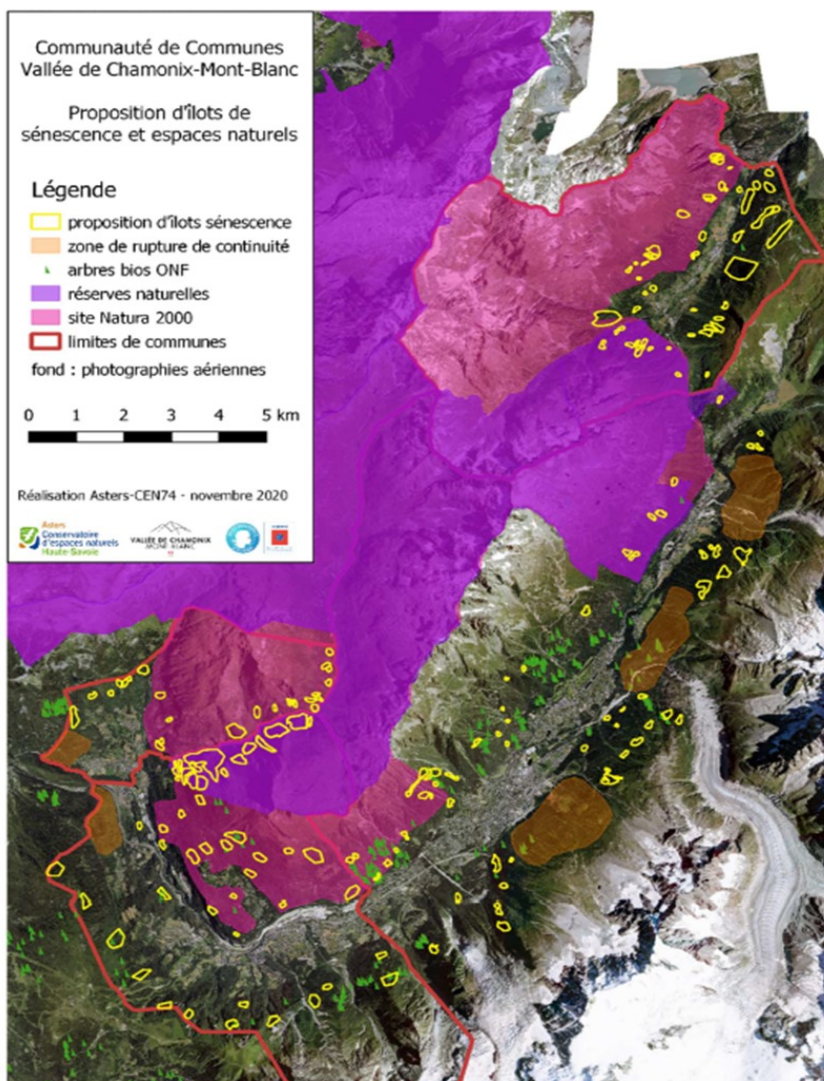 Communauté de Communes
Vallée de Chamonix-Mont-Blanc
Proposition d'îlots de
sénescence et espaces naturels
Légende
proposition d'îlots sénescence
zone de rupture de continuité
arbres bios ONF
réserves naturelles
site Natura 2000
limites de communes
fond : photographies aériennes
0 1 2 3 4 5 km
Réalisation Asters-CEN74 - novembre 2020
Asters
Conservatoire
d'espaces naturels
Haute-Savoie
VALLÉE DE CHAMONIX
MONT-BLANC